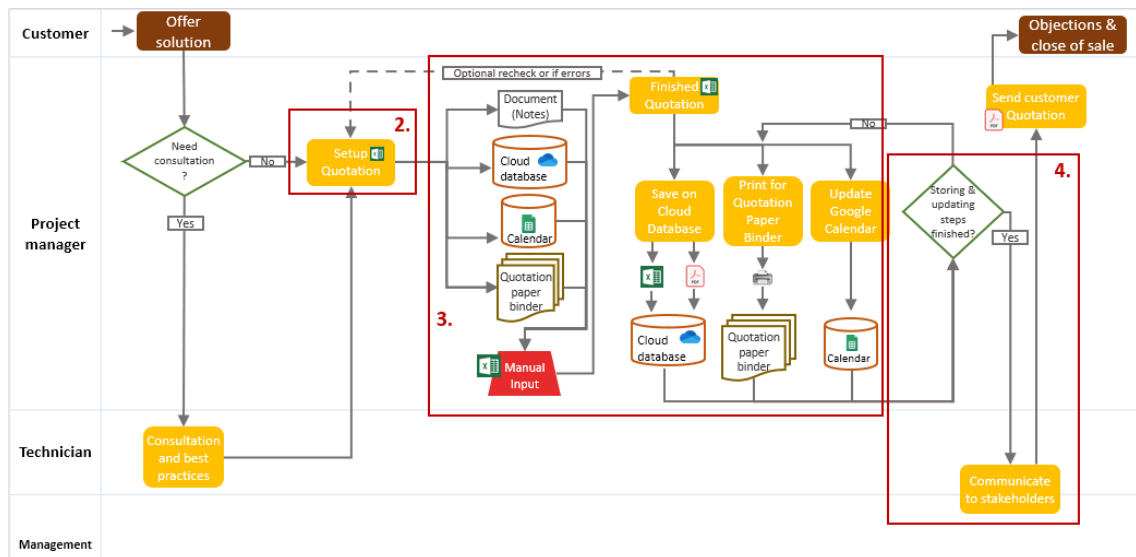 Customer
Offer
solution
Objections &
close of sale
Project
manager
Need
consultation
?
No
Yes
2.
Setup
Quotation
Optional recheck or if errors
3.
Document
(Notes)
Cloud
database
Calendar
Quotation
paper
binder
Manual
Input
Finished
Quotation
Save on
Cloud
Database
Print for
Quotation
Paper
Binder
Update
Google
Calendar
PDF
Cloud
database
Quotation
paper
binder
Calendar
No
4.
Storing &
updating
steps
finished?
Yes
Send customer
Quotation
PDF
Technician
Consultation
and best
practices
Communicate
to stakeholders
Management